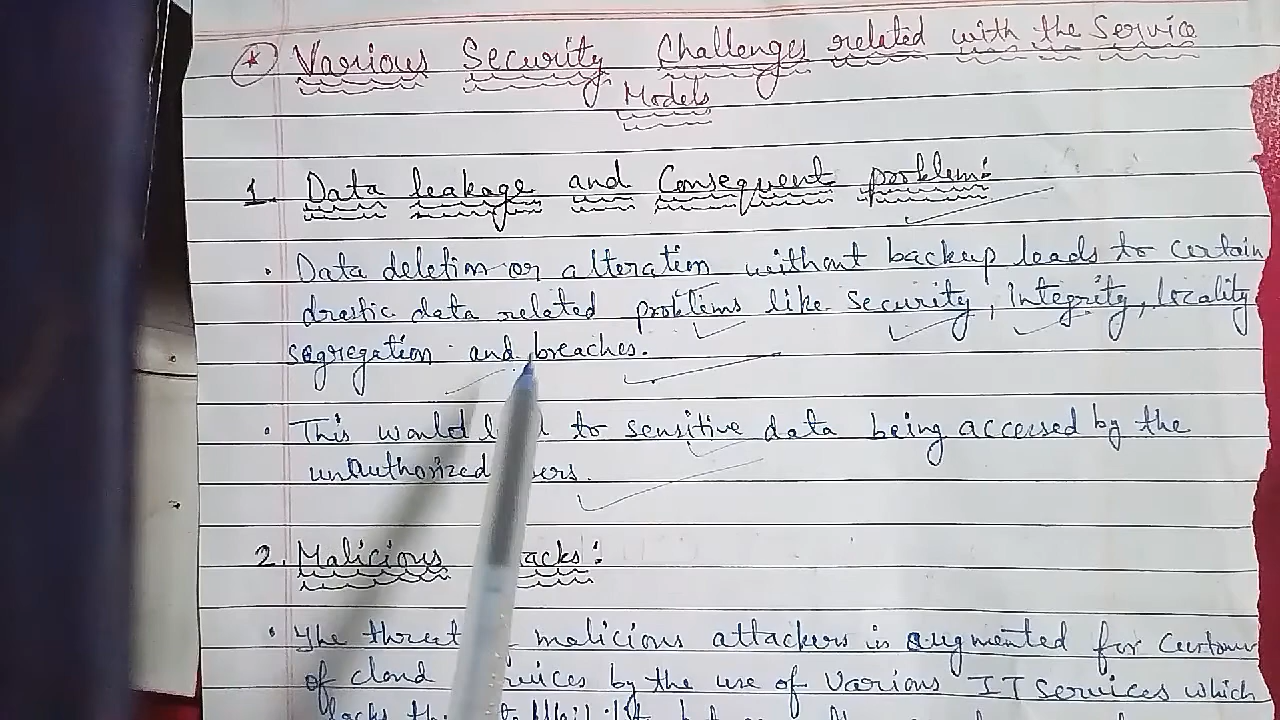 Various Security Challenges related with the Service
Models
1. Data leakage and Consequent problem:
• Data deletion or alteration without backup leads to certain
drastic data related problems like security, Integrity, locality
segregation and breaches.
• This would to sensitive data being accessed by the
unauthorized
2. Malicious
• The threat malicious attackers is augmented for
of cloud by the use of various IT services which